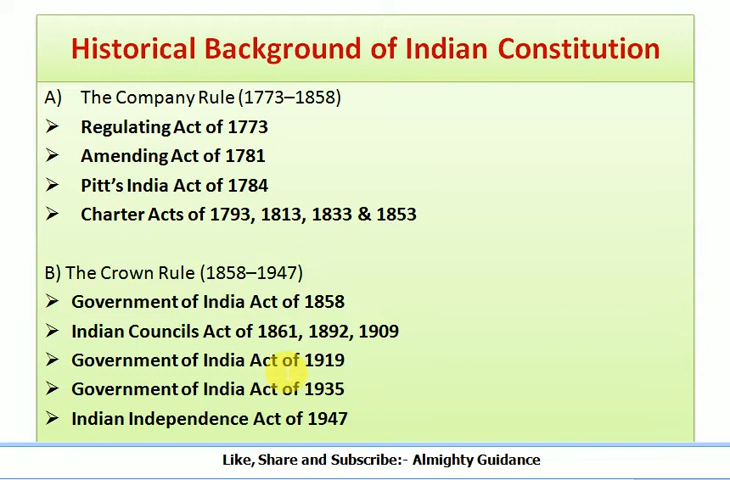 Historical Background of Indian Constitution
A) The Company Rule (1773–1858)
➢ Regulating Act of 1773
➢ Amending Act of 1781
➢ Pitt's India Act of 1784
➢ Charter Acts of 1793, 1813, 1833 & 1853
B) The Crown Rule (1858–1947)
➢ Government of India Act of 1858
➢ Indian Councils Act of 1861, 1892, 1909
➢ Government of India Act of 1919
➢ Government of India Act of 1935
➢ Indian Independence Act of 1947
Like, Share and Subscribe:- Almighty Guidance